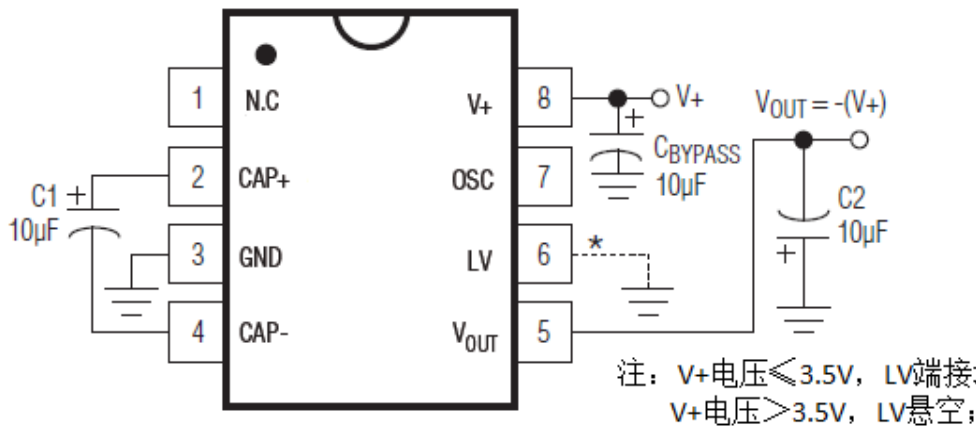 1 N.C V+ 8 V+ VOUT = -(V+)
+
CBYPASS
10µF
2 CAP+ OSC 7
C1 +
10µF
C2
10µF
+
3 GND LV 6 *
4 CAP- VOUT 5
注：V+电压≤3.5V，LV端接
V+电压＞3.5V，LV悬空；